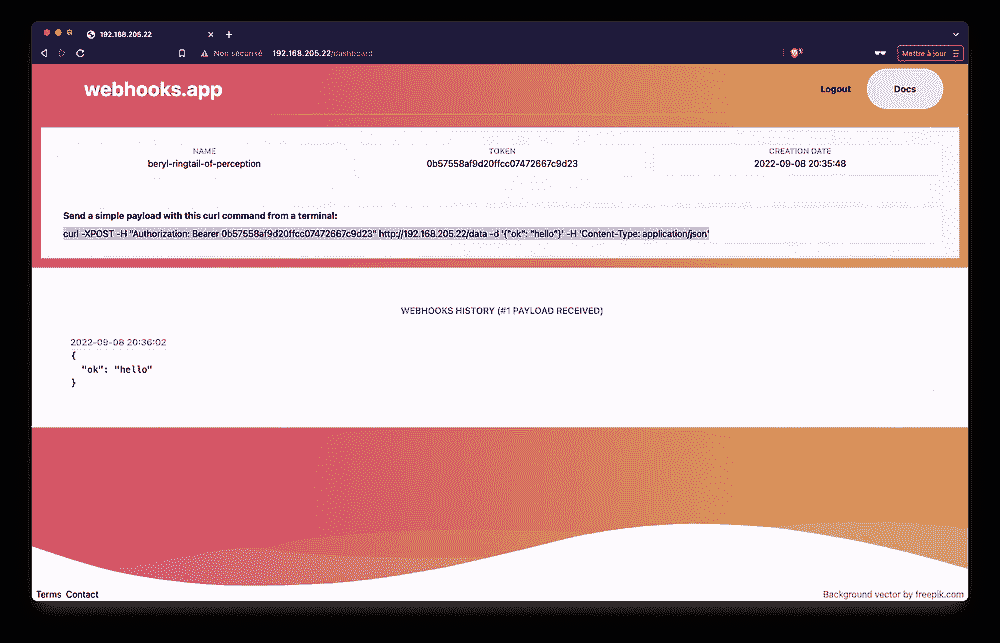 192.168.205.22
Non sécurisé 192.168.205.22/dashboard
Mettre à jour
webhooks.app
Logout
Docs
NAME
beryl-ringtail-of-perception
TOKEN
0b57558af9d20ffcc07472667c9d23
CREATION DATE
2022-09-08 20:35:48
Send a simple payload with this curl command from a terminal:
curl -XPOST -H "Authorization: Bearer 0b57558af9d20ffcc07472667c9d23" http://192.168.205.22/data -d '{"ok": "hello"}' -H 'Content-Type: application/json'
WEBHOOKS HISTORY (#1 PAYLOAD RECEIVED)
2022-09-08 20:36:02
{
"ok": "hello"
}
Terms Contact
Background vector by freepik.com